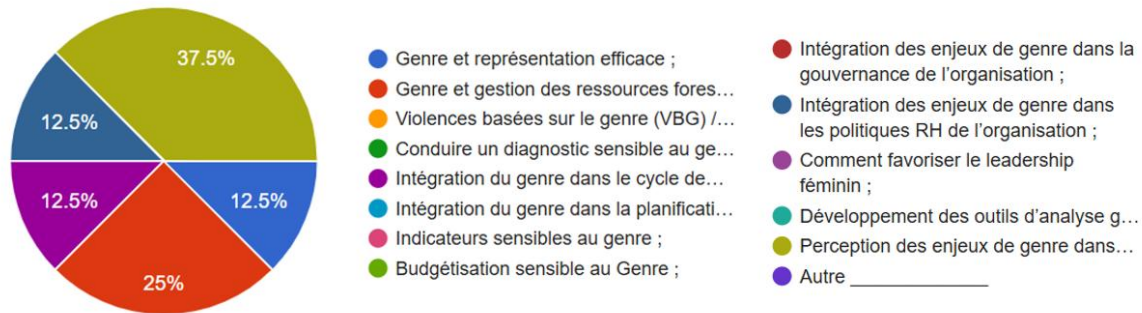 37.5%
12.5%
12.5%
12.5%
25%
Genre et représentation efficace ;
Genre et gestion des ressources fores…
Violences basées sur le genre (VBG) /…
Conduire un diagnostic sensible au ge…
Intégration du genre dans le cycle de…
Intégration du genre dans la planificati…
Indicateurs sensibles au genre ;
Budgétisation sensible au Genre ;
Intégration des enjeux de genre dans la
gouvernance de l’organisation ;
Intégration des enjeux de genre dans
les politiques RH de l’organisation ;
Comment favoriser le leadership
féminin ;
Développement des outils d’analyse g…
Perception des enjeux de genre dans…
Autre _____________